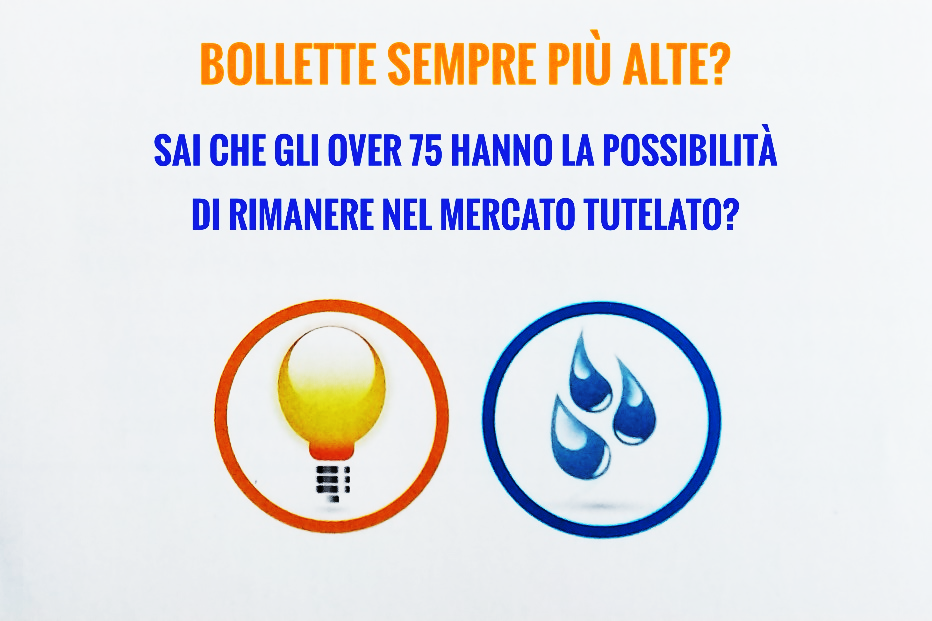 BOLLETTE SEMPRE PIÙ ALTE?
SAI CHE GLI OVER 75 HANNO LA POSSIBILITÀ
DI RIMANERE NEL MERCATO TUTELATO?